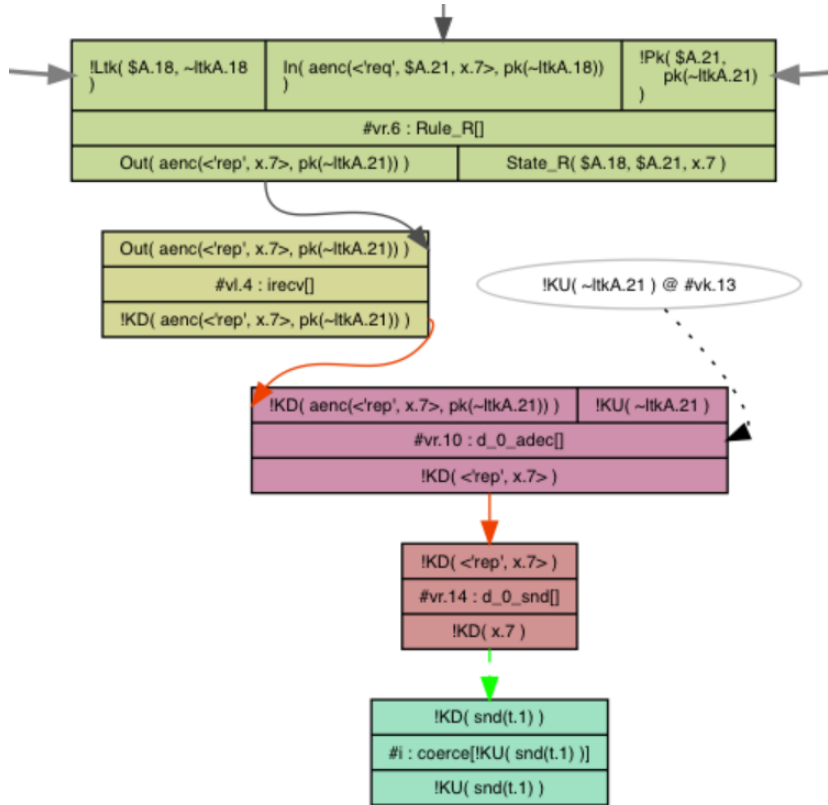 !Ltk( $A.18, ~ltkA.18
)
In( aenc(<'req', $A.21, x.7>, pk(~ltkA.18))
)
!Pk( $A.21,
pk(~ltkA.21)
)
#vr.6 : Rule_R[]
Out( aenc(<'rep', x.7>, pk(~ltkA.21)) )
State_R( $A.18, $A.21, x.7 )
Out( aenc(<'rep', x.7>, pk(~ltkA.21)) )
#vl.4 : irecv[]
!KD( aenc(<'rep', x.7>, pk(~ltkA.21)) )
!KU( ~ltkA.21 ) @ #vk.13
!KD( aenc(<'rep', x.7>, pk(~ltkA.21)) )
!KU( ~ltkA.21 )
#vr.10 : d_0_adec[]
!KD( <'rep', x.7> )
!KD( <'rep', x.7> )
#vr.14 : d_0_snd[]
!KD( x.7 )
!KD( snd(t.1) )
#i : coerce[!KU( snd(t.1) )]
!KU( snd(t.1) )